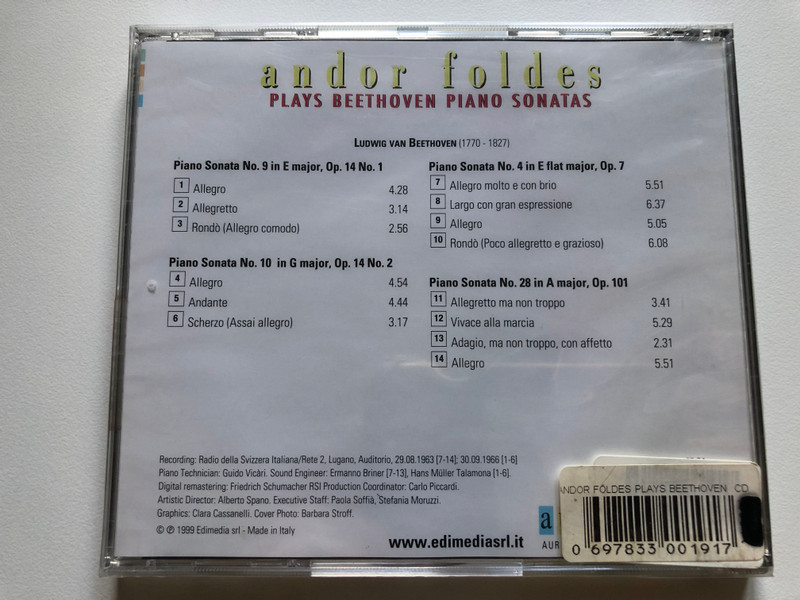 andor foldes
PLAYS BEETHOVEN PIANO SONATAS
LUDWIG VAN BEETHOVEN (1770 - 1827)
Piano Sonata No. 9 in E major, Op. 14 No. 1
1 Allegro 4.28
2 Allegretto 3.14
3 Rondò (Allegro comodo) 2.56
Piano Sonata No. 10 in G major, Op. 14 No. 2
4 Allegro 4.54
5 Andante 4.44
6 Scherzo (Assai allegro) 3.17
Piano Sonata No. 4 in E flat major, Op. 7
7 Allegro molto e con brio 5.51
8 Largo con gran espressione 6.37
9 Allegro 5.05
10 Rondò (Poco allegretto e grazioso) 6.08
Piano Sonata No. 28 in A major, Op. 101
11 Allegretto ma non troppo 3.41
12 Vivace alla marcia 5.29
13 Adagio, ma non troppo, con affetto 2.31
14 Allegro 5.51
Recording: Radio della Svizzera Italiana/Rete 2, Lugano, Auditorio, 29.08.1963 [7-14]; 30.09.1966 [1-6]
Piano Technician: Guido Vicàri. Sound Engineer: Ermanno Briner [7-13], Hans Müller Talamona [1-6].
Digital remastering: Friedrich Schumacher RSI Production Coordinator: Carlo Piccardi.
Artistic Director: Alberto Spano. Executive Staff: Paola Soffià, Stefania Moruzzi.
Graphics: Clara Cassanelli. Cover Photo: Barbara Stroff.
© ℗ 1999 Edimedia srl - Made in Italy
www.edimediasrl.it
a
AUR
ANDOR FÖLDES PLAYS BEETHOVEN CD
0 697833 001917